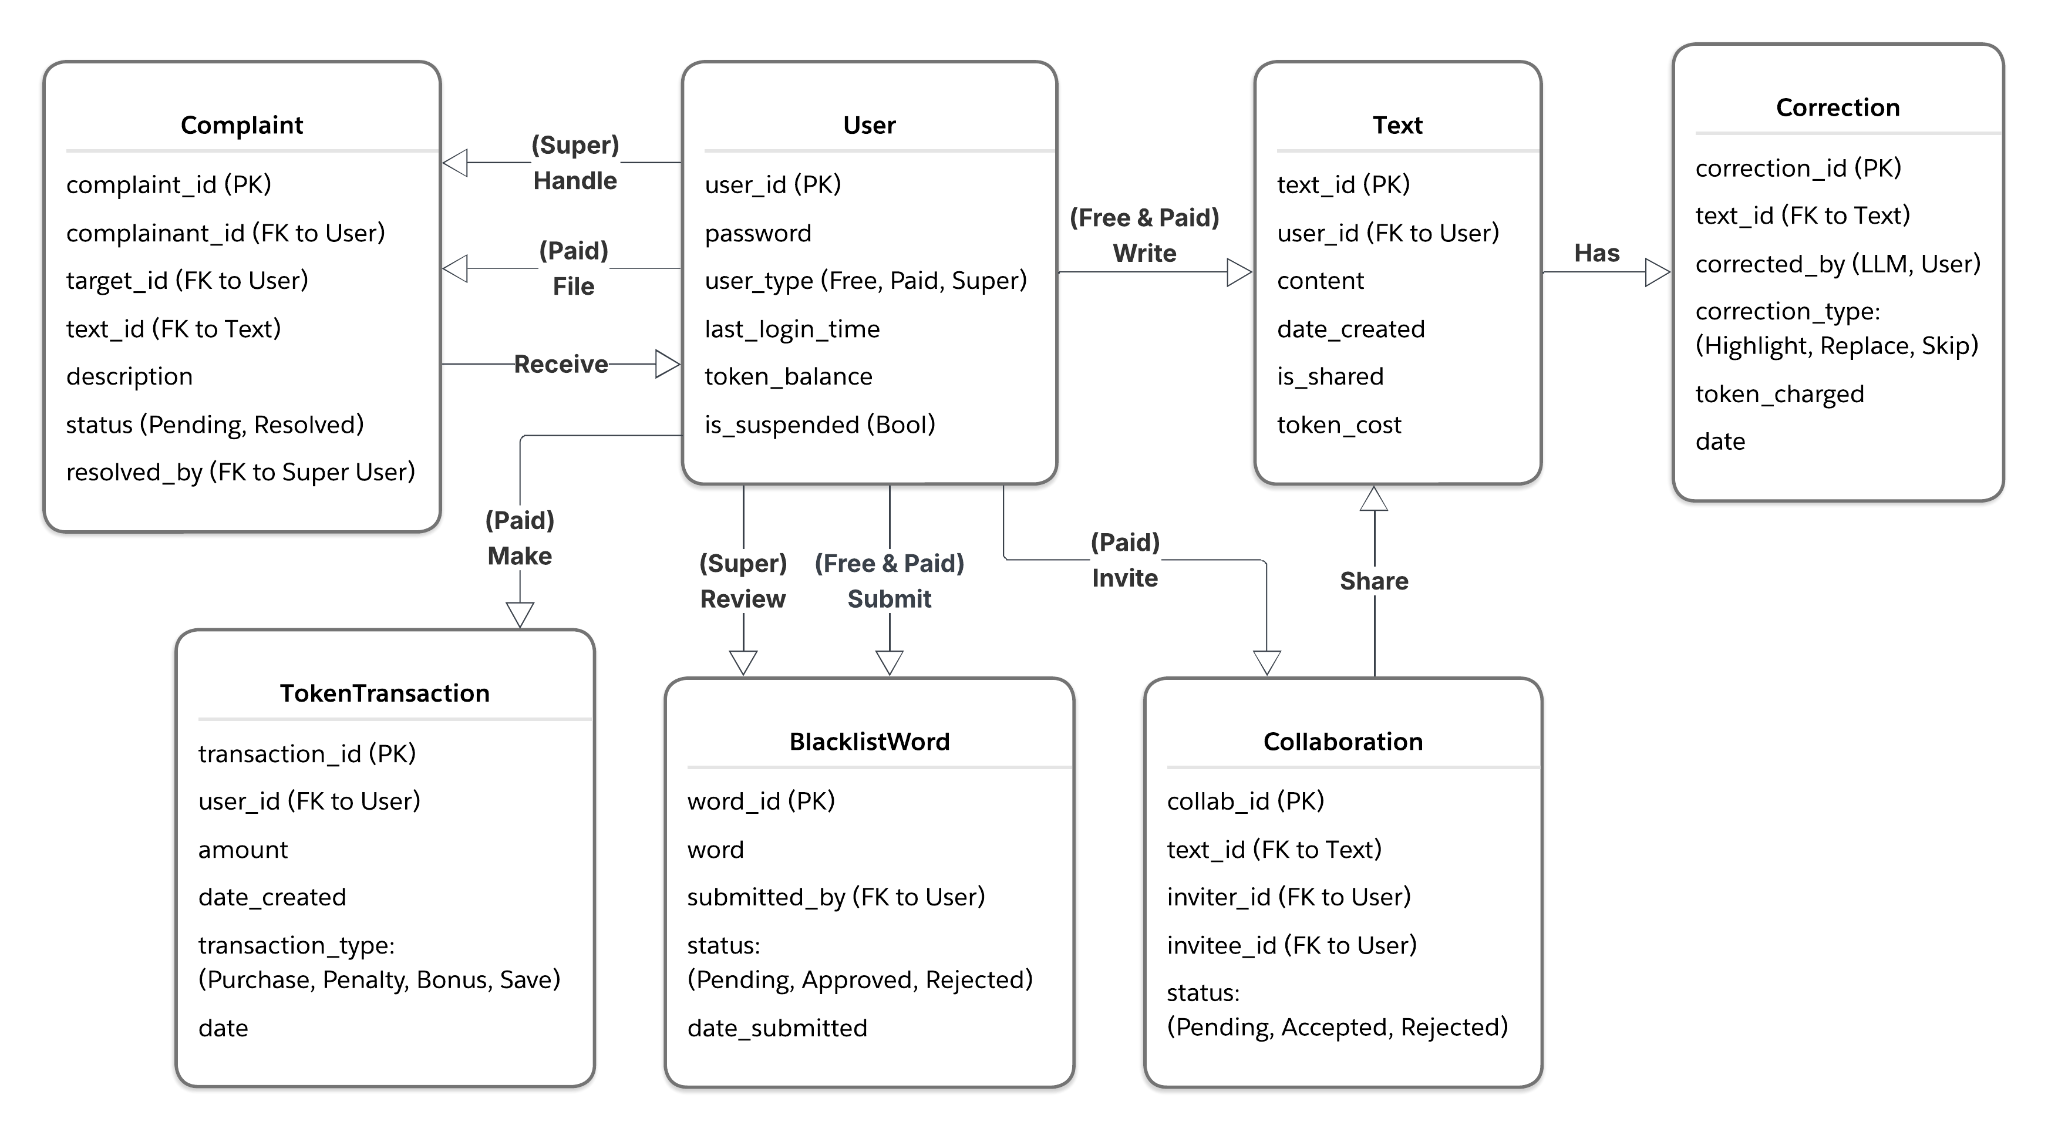 Complaint
complaint_id (PK)
complainant_id (FK to User)
target_id (FK to User)
text_id (FK to Text)
description
status (Pending, Resolved)
resolved_by (FK to Super User)
(Super)
Handle
(Paid)
File
Receive
User
user_id (PK)
password
user_type (Free, Paid, Super)
last_login_time
token_balance
is_suspended (Bool)
(Free & Paid)
Write
Text
text_id (PK)
user_id (FK to User)
content
date_created
is_shared
token_cost
Has
Correction
correction_id (PK)
text_id (FK to Text)
corrected_by (LLM, User)
correction_type:
(Highlight, Replace, Skip)
token_charged
date
(Paid)
Make
(Super)
Review
(Free & Paid)
Submit
(Paid)
Invite
Share
TokenTransaction
transaction_id (PK)
user_id (FK to User)
amount
date_created
transaction_type:
(Purchase, Penalty, Bonus, Save)
date
BlacklistWord
word_id (PK)
word
submitted_by (FK to User)
status:
(Pending, Approved, Rejected)
date_submitted
Collaboration
collab_id (PK)
text_id (FK to Text)
inviter_id (FK to User)
invitee_id (FK to User)
status:
(Pending, Accepted, Rejected)